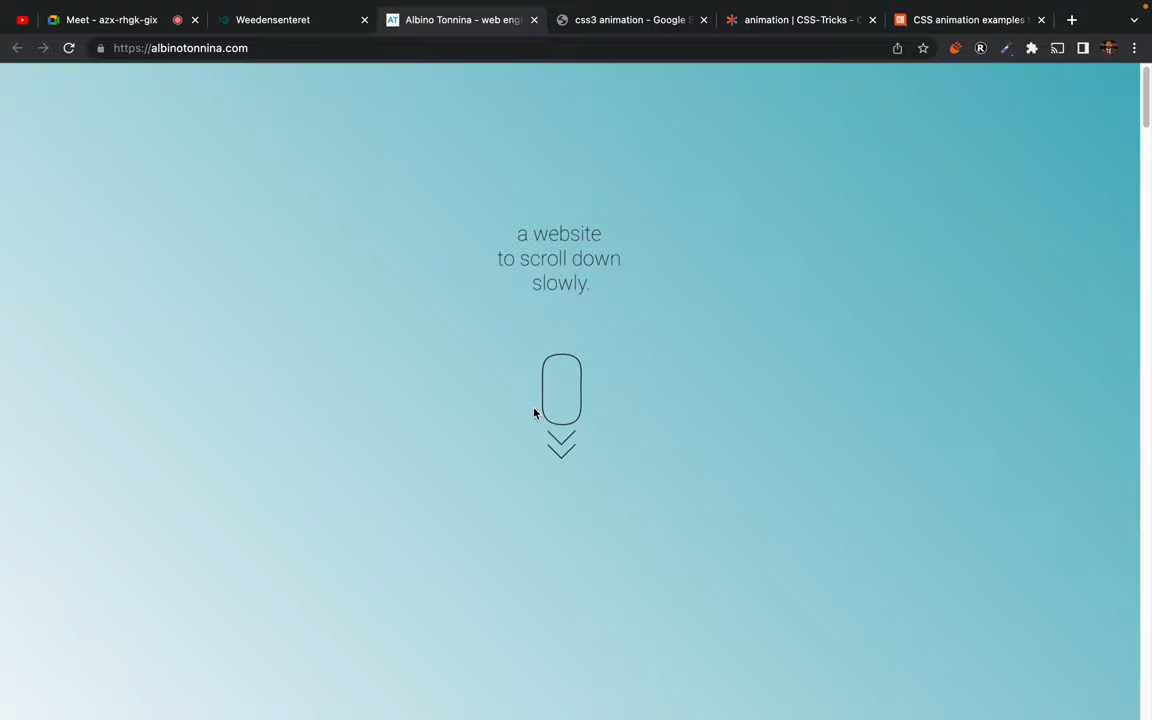 Meet - azx-rhgk-gix
Weedensenteret
AT
Albino Tonnina – web eng
css3 animation - Google S
animation | CSS-Tricks - C
CSS animation examples
https://albinotonnina.com
R
a website
to scroll down
slowly.